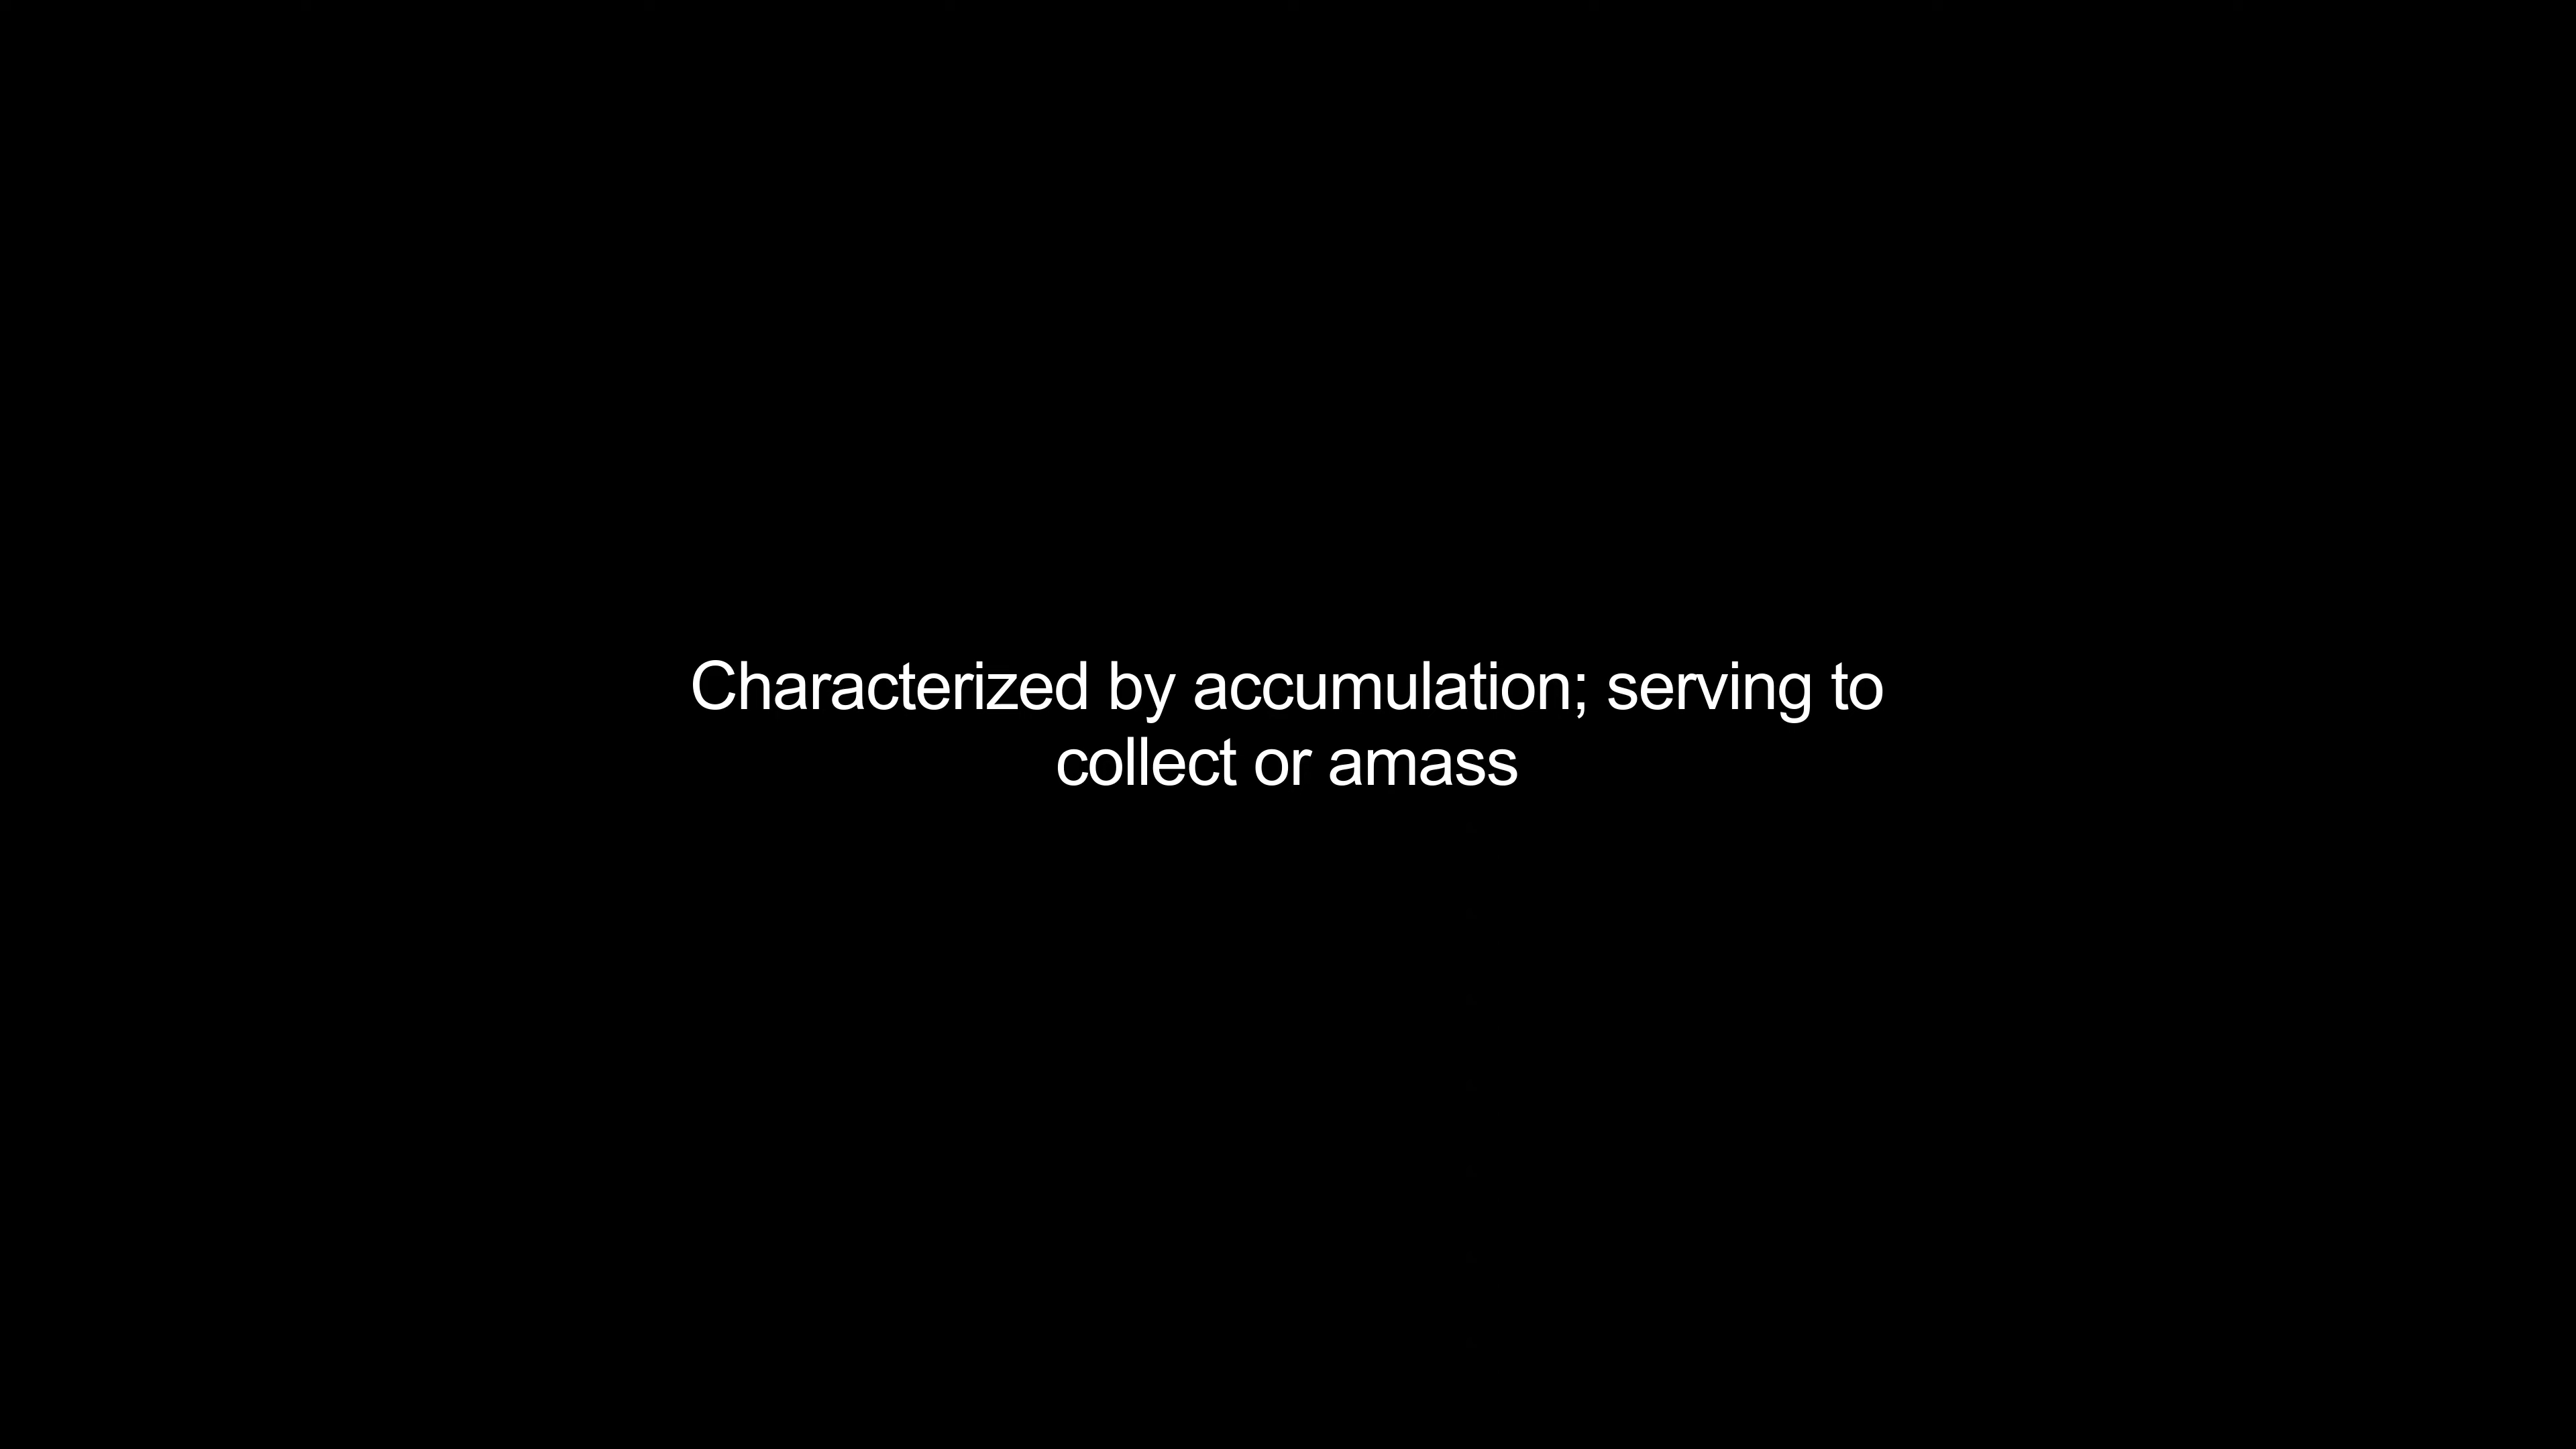 Characterized by accumulation; serving to
collect or amass